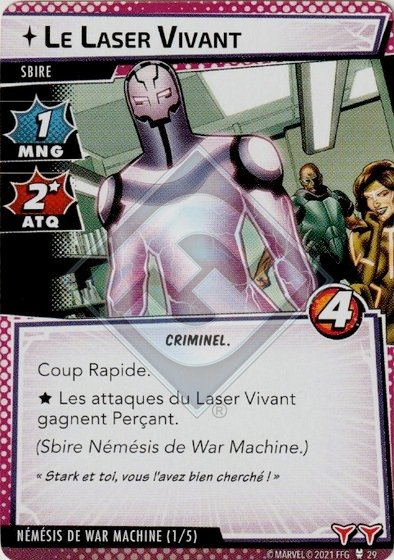 LE LASER VIVANT
SBIRE
1
MNG
2★
ATQ
4
CRIMINEL.
Coup Rapide.
★ Les attaques du Laser Vivant
gagnent Perçant.
(Sbire Némésis de War Machine.)
« Stark et toi, vous l'avez bien cherché ! »
®
NÉMÉSIS DE WAR MACHINE (1/5)
© MARVEL © 2021 FFG 29